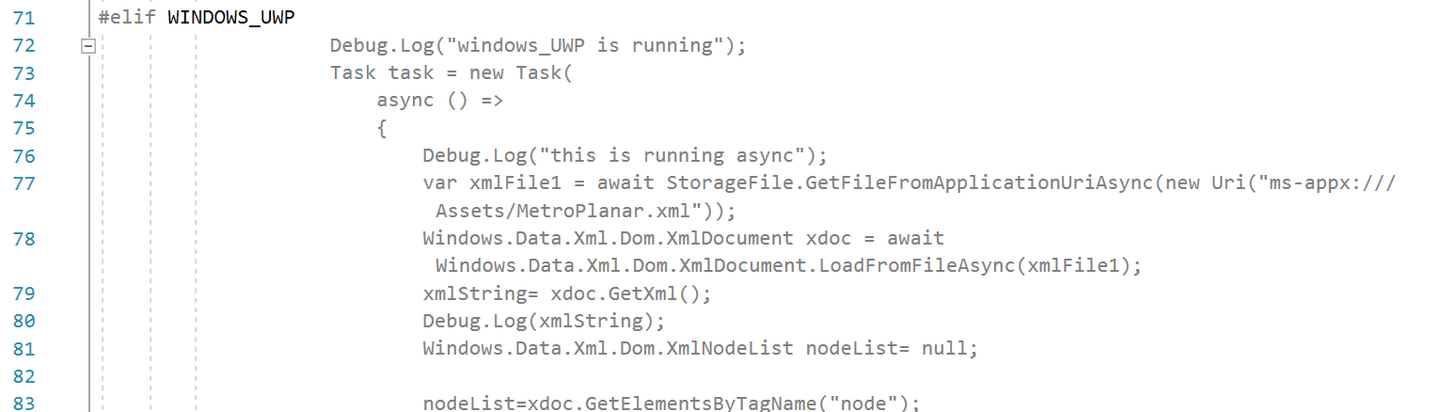 71 #elif WINDOWS_UWP
72 Debug.Log("windows_UWP is running");
73 Task task = new Task(
74 async () =>
75 {
76 Debug.Log("this is running async");
77 var xmlFile1 = await StorageFile.GetFileFromApplicationUriAsync(new Uri("ms-appx:///
Assets/MetroPlanar.xml"));
78 Windows.Data.Xml.Dom.XmlDocument xdoc = await
Windows.Data.Xml.Dom.XmlDocument.LoadFromFileAsync(xmlFile1);
79 xmlString= xdoc.GetXml();
80 Debug.Log(xmlString);
81 Windows.Data.Xml.Dom.XmlNodeList nodeList= null;
82
83 nodeList=xdoc.GetElementsByTagName("node");